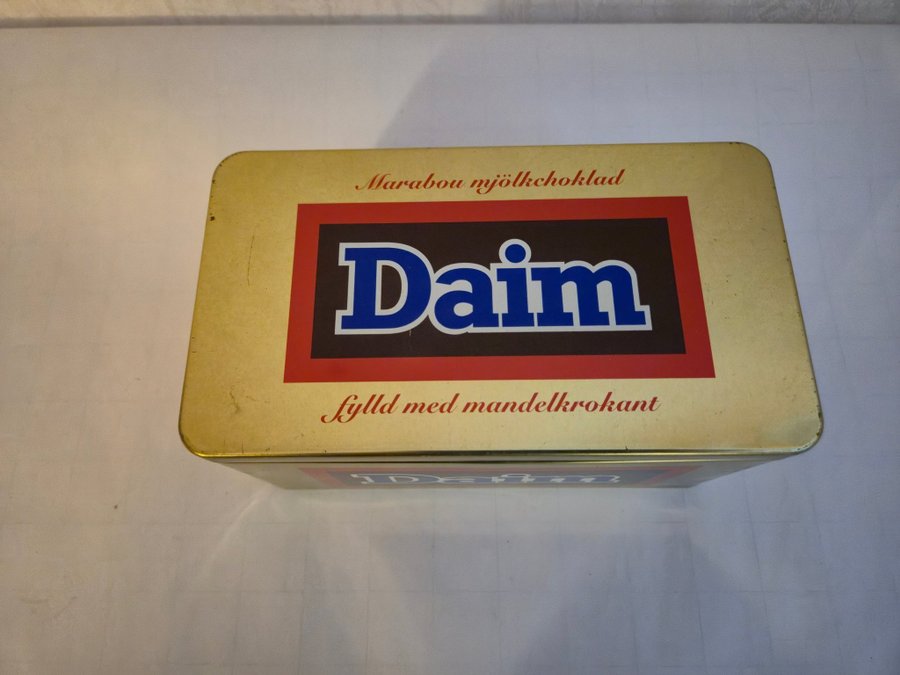 Marabou mjölkchoklad
Daim
fylld med mandelkrokant
Daim